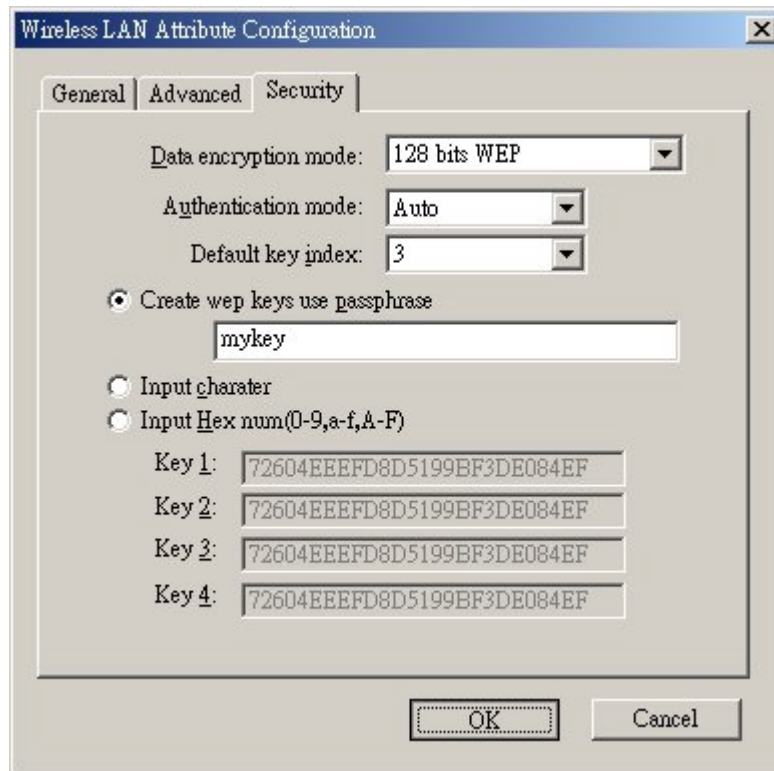 Wireless LAN Attribute Configuration
General Advanced Security
Data encryption mode: 128 bits WEP
Authentication mode: Auto
Default key index: 3
Create wep keys use passphrase
mykey
Input charater
Input Hex num(0-9,a-f,A-F)
Key 1: 72604EEEFD8D5199BF3DE084EF
Key 2: 72604EEEFD8D5199BF3DE084EF
Key 3: 72604EEEFD8D5199BF3DE084EF
Key 4: 72604EEEFD8D5199BF3DE084EF
OK Cancel